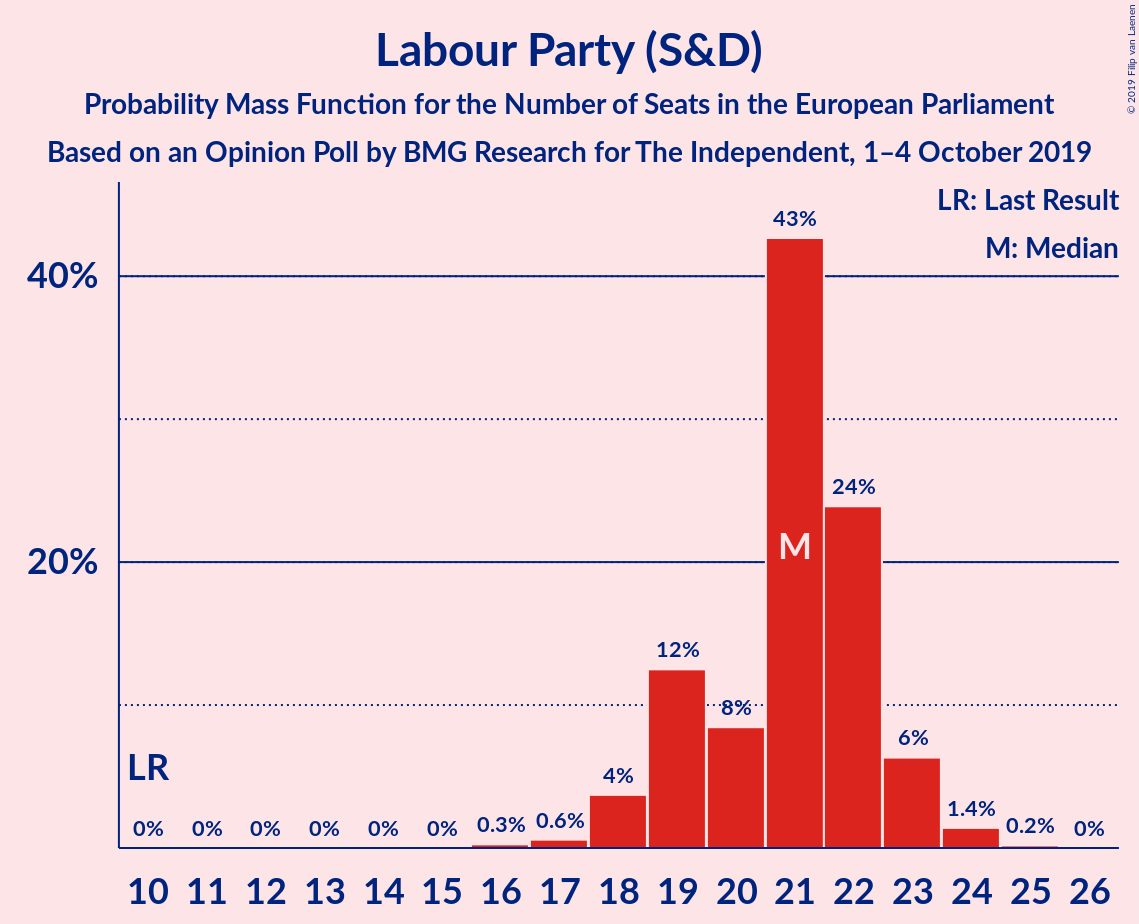 Labour Party (S&D)
Probability Mass Function for the Number of Seats in the European Parliament
Based on an Opinion Poll by BMG Research for The Independent, 1–4 October 2019
© 2019 Filip van Laenen
LR: Last Result
M: Median
40%
20%
43%
24%
12%
8%
6%
4%
1.4%
0.6%
0.3%
0.2%
0% 0% 0% 0% 0% 0% 0%
LR
M
10 11 12 13 14 15 16 17 18 19 20 21 22 23 24 25 26